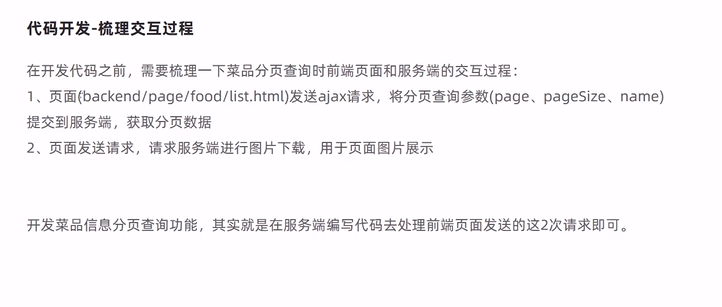 代码开发-梳理交互过程
在开发代码之前，需要梳理一下菜品分页查询时前端页面和服务端的交互过程：
1、页面(backend/page/food/list.html)发送ajax请求，将分页查询参数(page、pageSize、name)
提交到服务端，获取分页数据
2、页面发送请求，请求服务端进行图片下载，用于页面图片展示
开发菜品信息分页查询功能，其实就是在服务端编写代码去处理前端页面发送的这2次请求即可。